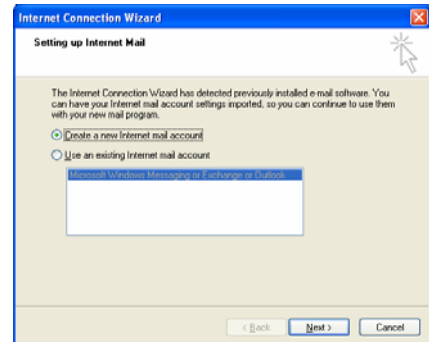 Internet Connection Wizard
Setting up Internet Mail
The Internet Connection Wizard has detected previously installed e-mail software. You
can have your Internet mail account settings imported, so you can continue to use them
with your new mail program.
Create a new Internet mail account
Use an existing Internet mail account
Microsoft Windows Messaging or Exchange or Outlook
< Back Next > Cancel